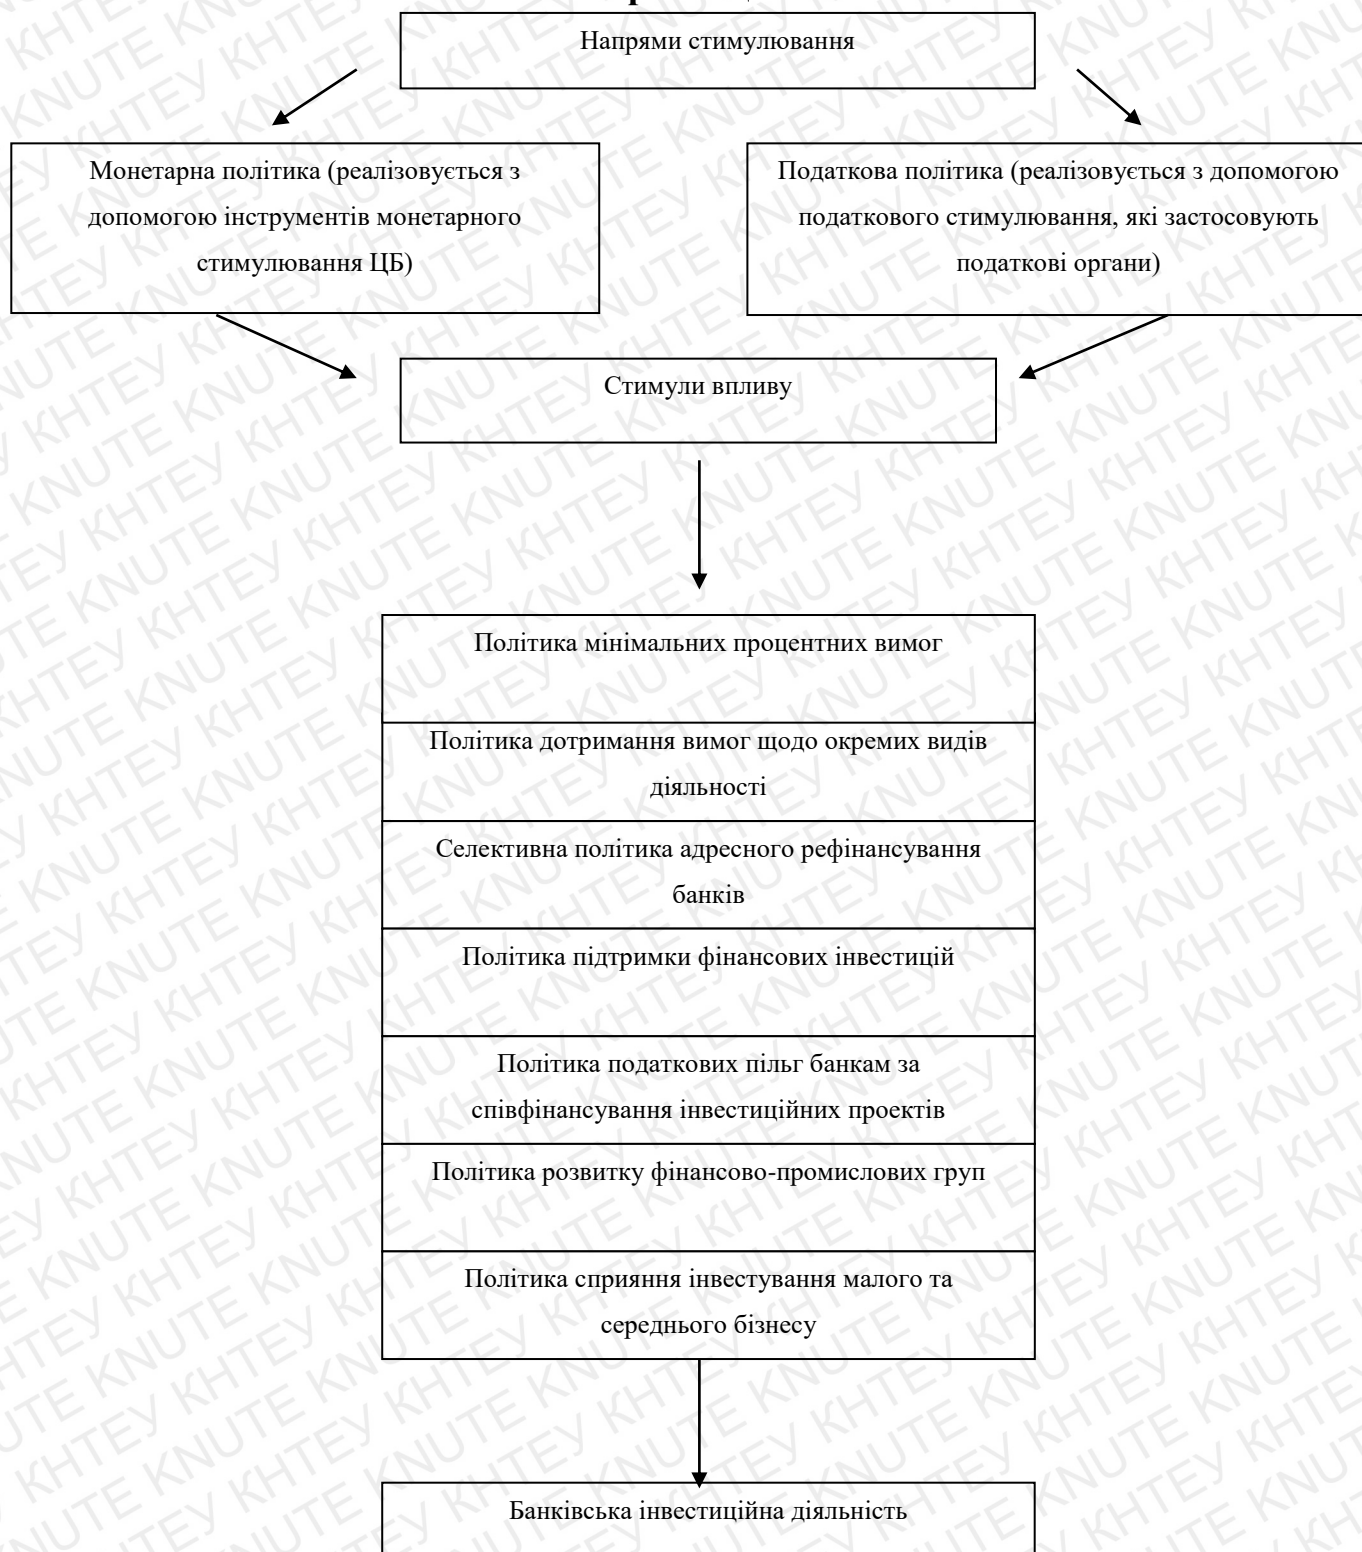 Напрями стимулювання
Монетарна політика (реалізовується з
допомогою інструментів монетарного
стимулювання ЦБ)
Податкова політика (реалізовується з допомогою
податкового стимулювання, які застосовують
податкові органи)
Стимули впливу
Політика мінімальних процентних вимог
Політика дотримання вимог щодо окремих видів
діяльності
Селективна політика адресного рефінансування
банків
Політика підтримки фінансових інвестицій
Політика податкових пільг банкам за
співфінансування інвестиційних проектів
Політика розвитку фінансово-промислових груп
Політика сприяння інвестування малого та
середнього бізнесу
Банківська інвестиційна діяльність